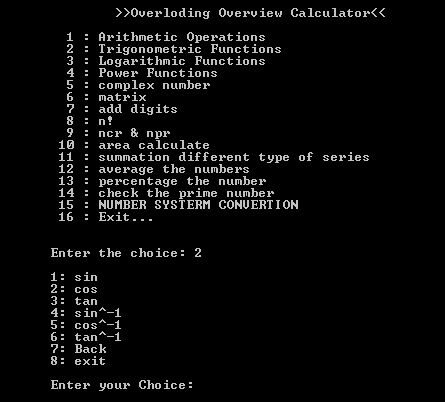 >>Overloding Overview Calculator<<
1 : Arithmetic Operations
2 : Trigonometric Functions
3 : Logarithmic Functions
4 : Power Functions
5 : complex number
6 : matrix
7 : add digits
8 : n!
9 : ncr & npr
10 : area calculate
11 : summation different type of series
12 : average the numbers
13 : percentage the number
14 : check the prime number
15 : NUMBER SYSTERM CONVERTION
16 : Exit...
Enter the choice: 2
1: sin
2: cos
3: tan
4: sin^-1
5: cos^-1
6: tan^-1
7: Back
8: exit
Enter your Choice: